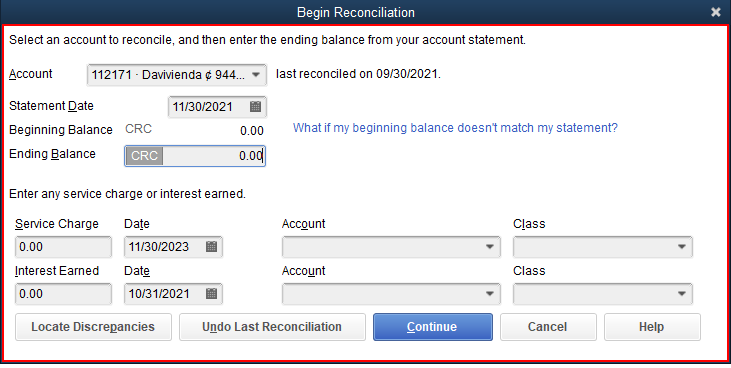 Begin Reconciliation
Select an account to reconcile, and then enter the ending balance from your account statement.
Account 112171 · Davivienda ¢ 944... last reconciled on 09/30/2021.
Statement Date 11/30/2021
Beginning Balance CRC 0.00 What if my beginning balance doesn't match my statement?
Ending Balance CRC 0.00
Enter any service charge or interest earned.
Service Charge Date Account Class
0.00 11/30/2023
Interest Earned Date Account Class
0.00 10/31/2021
Locate Discrepancies Undo Last Reconciliation Continue Cancel Help